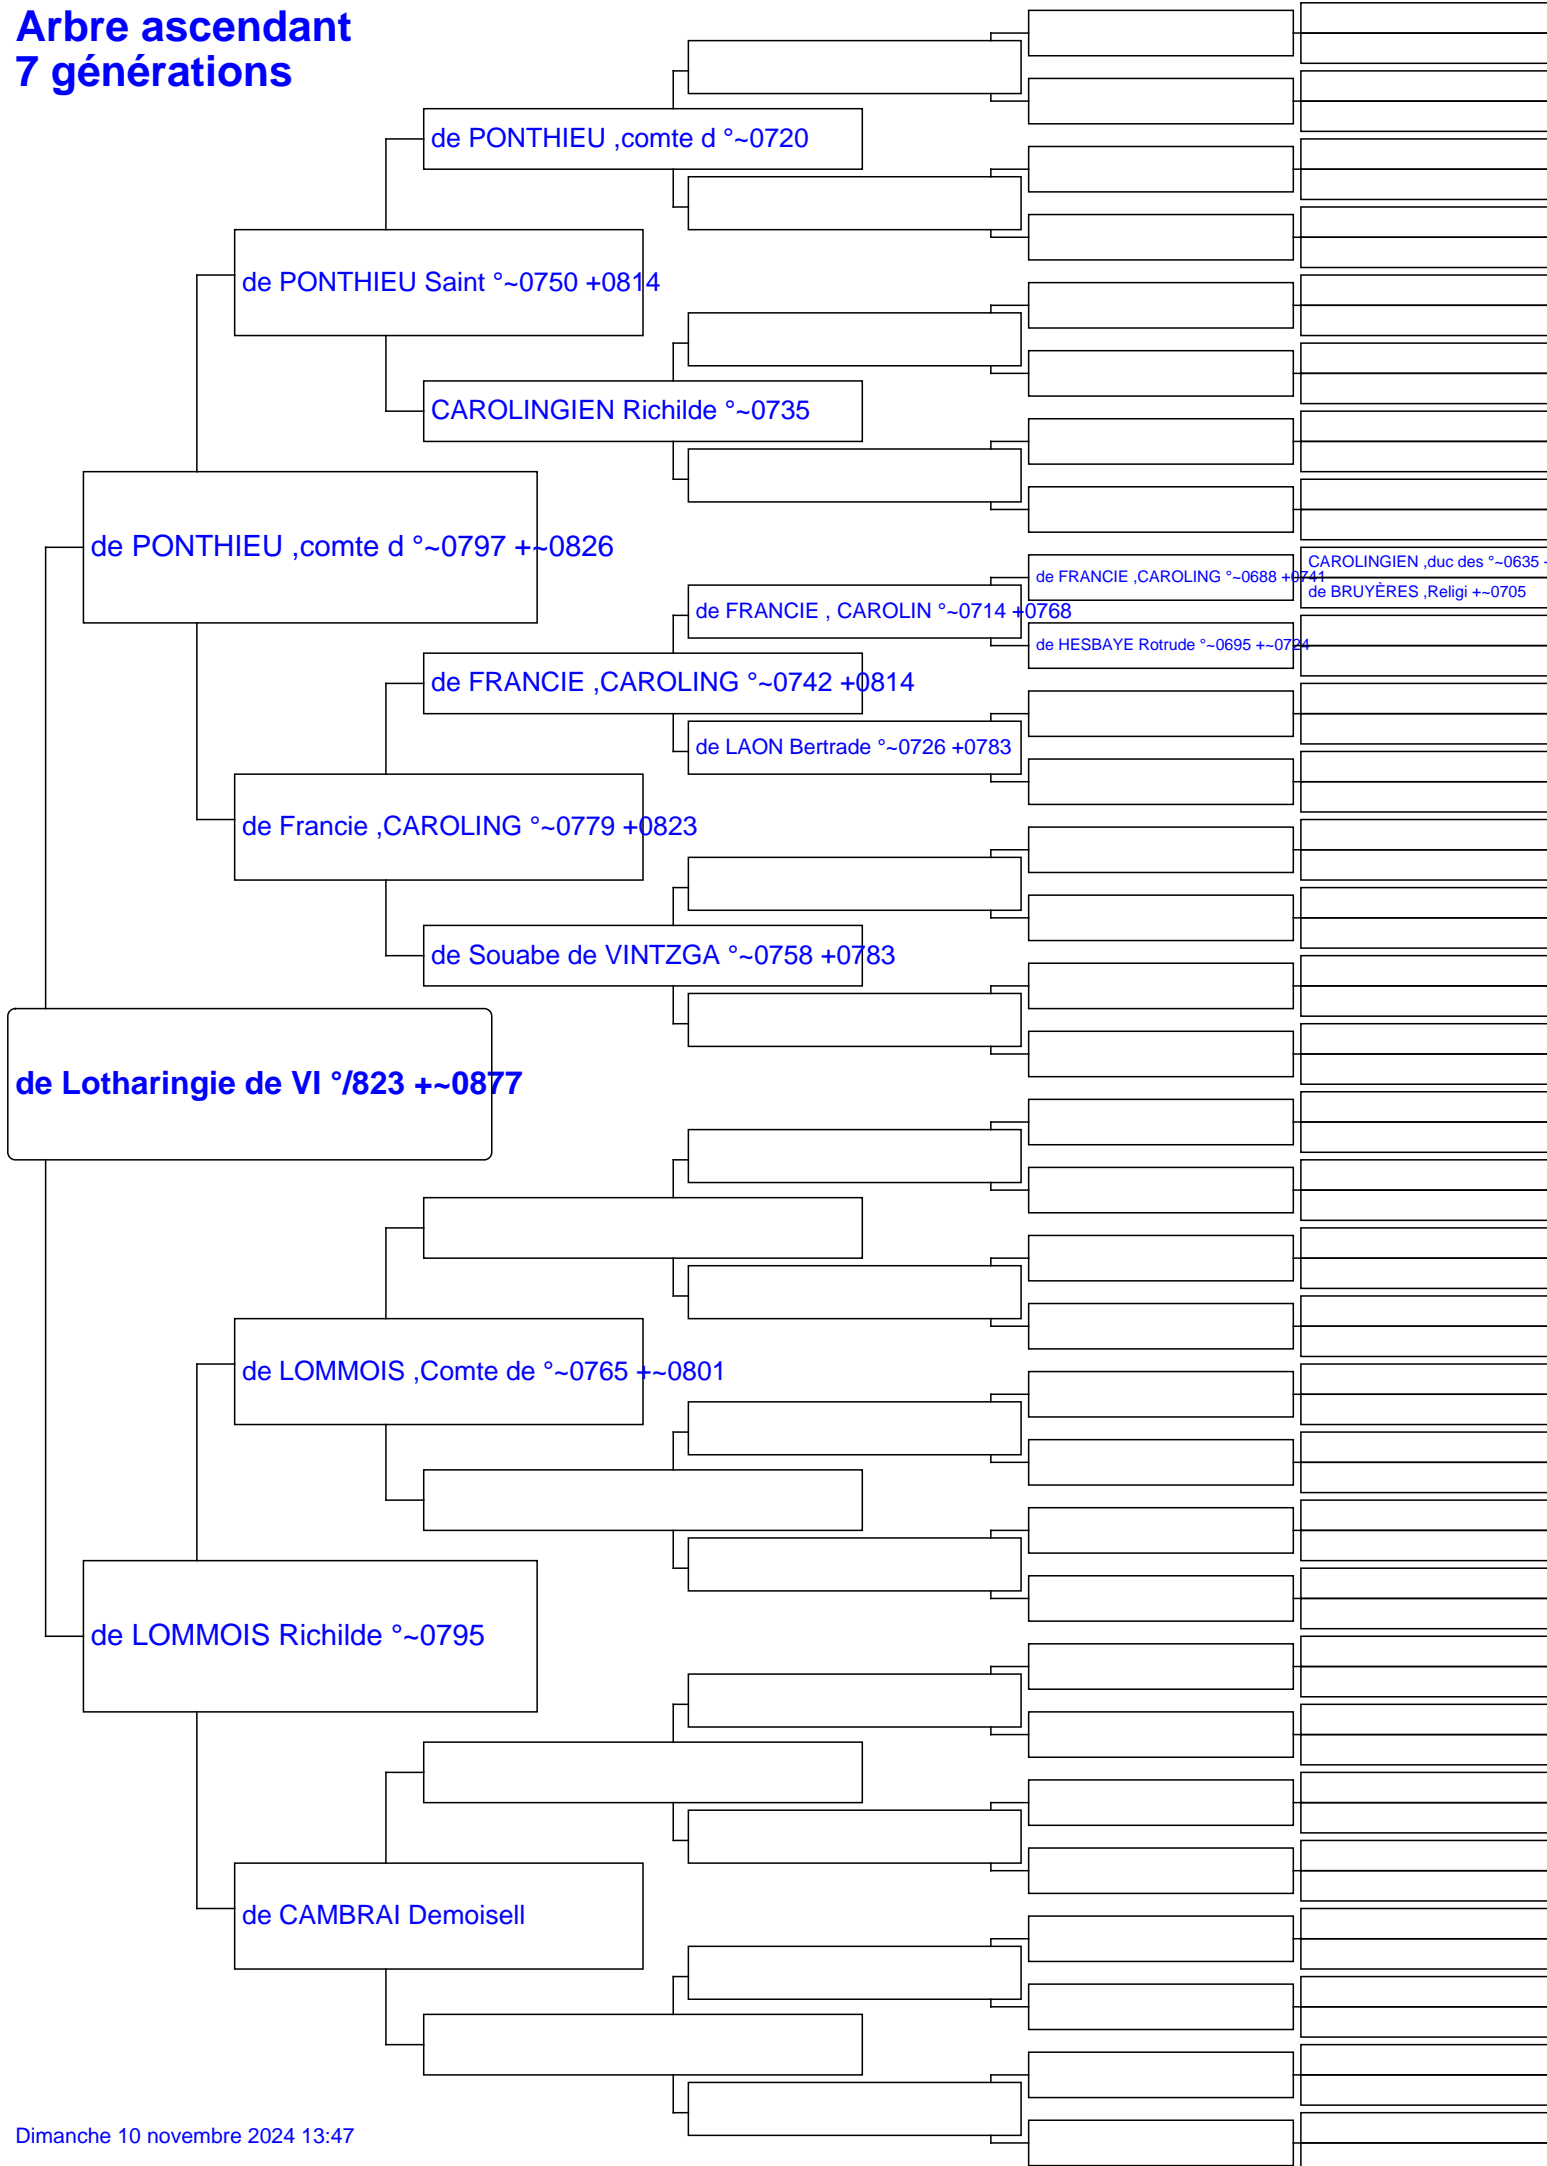 Arbre ascendant
7 générations
de PONTHIEU ,comte d °~0720
de PONTHIEU Saint °~0750 +0814
CAROLINGIEN Richilde °~0735
de PONTHIEU ,comte d °~0797 +~0826
CAROLINGIEN ,duc des °~0635 +
de FRANCIE ,CAROLING °~0688 +0741
de BRUYÈRES ,Religi +~0705
de FRANCIE , CAROLIN °~0714 +0768
de HESBAYE Rotrude °~0695 +~0724
de FRANCIE ,CAROLING °~0742 +0814
de LAON Bertrade °~0726 +0783
de Francie ,CAROLING °~0779 +0823
de Souabe de VINTZGA °~0758 +0783
de Lotharingie de VI °/823 +~0877
de LOMMOIS ,Comte de °~0765 +~0801
de LOMMOIS Richilde °~0795
de CAMBRAI Demoisell
Dimanche 10 novembre 2024 13:47